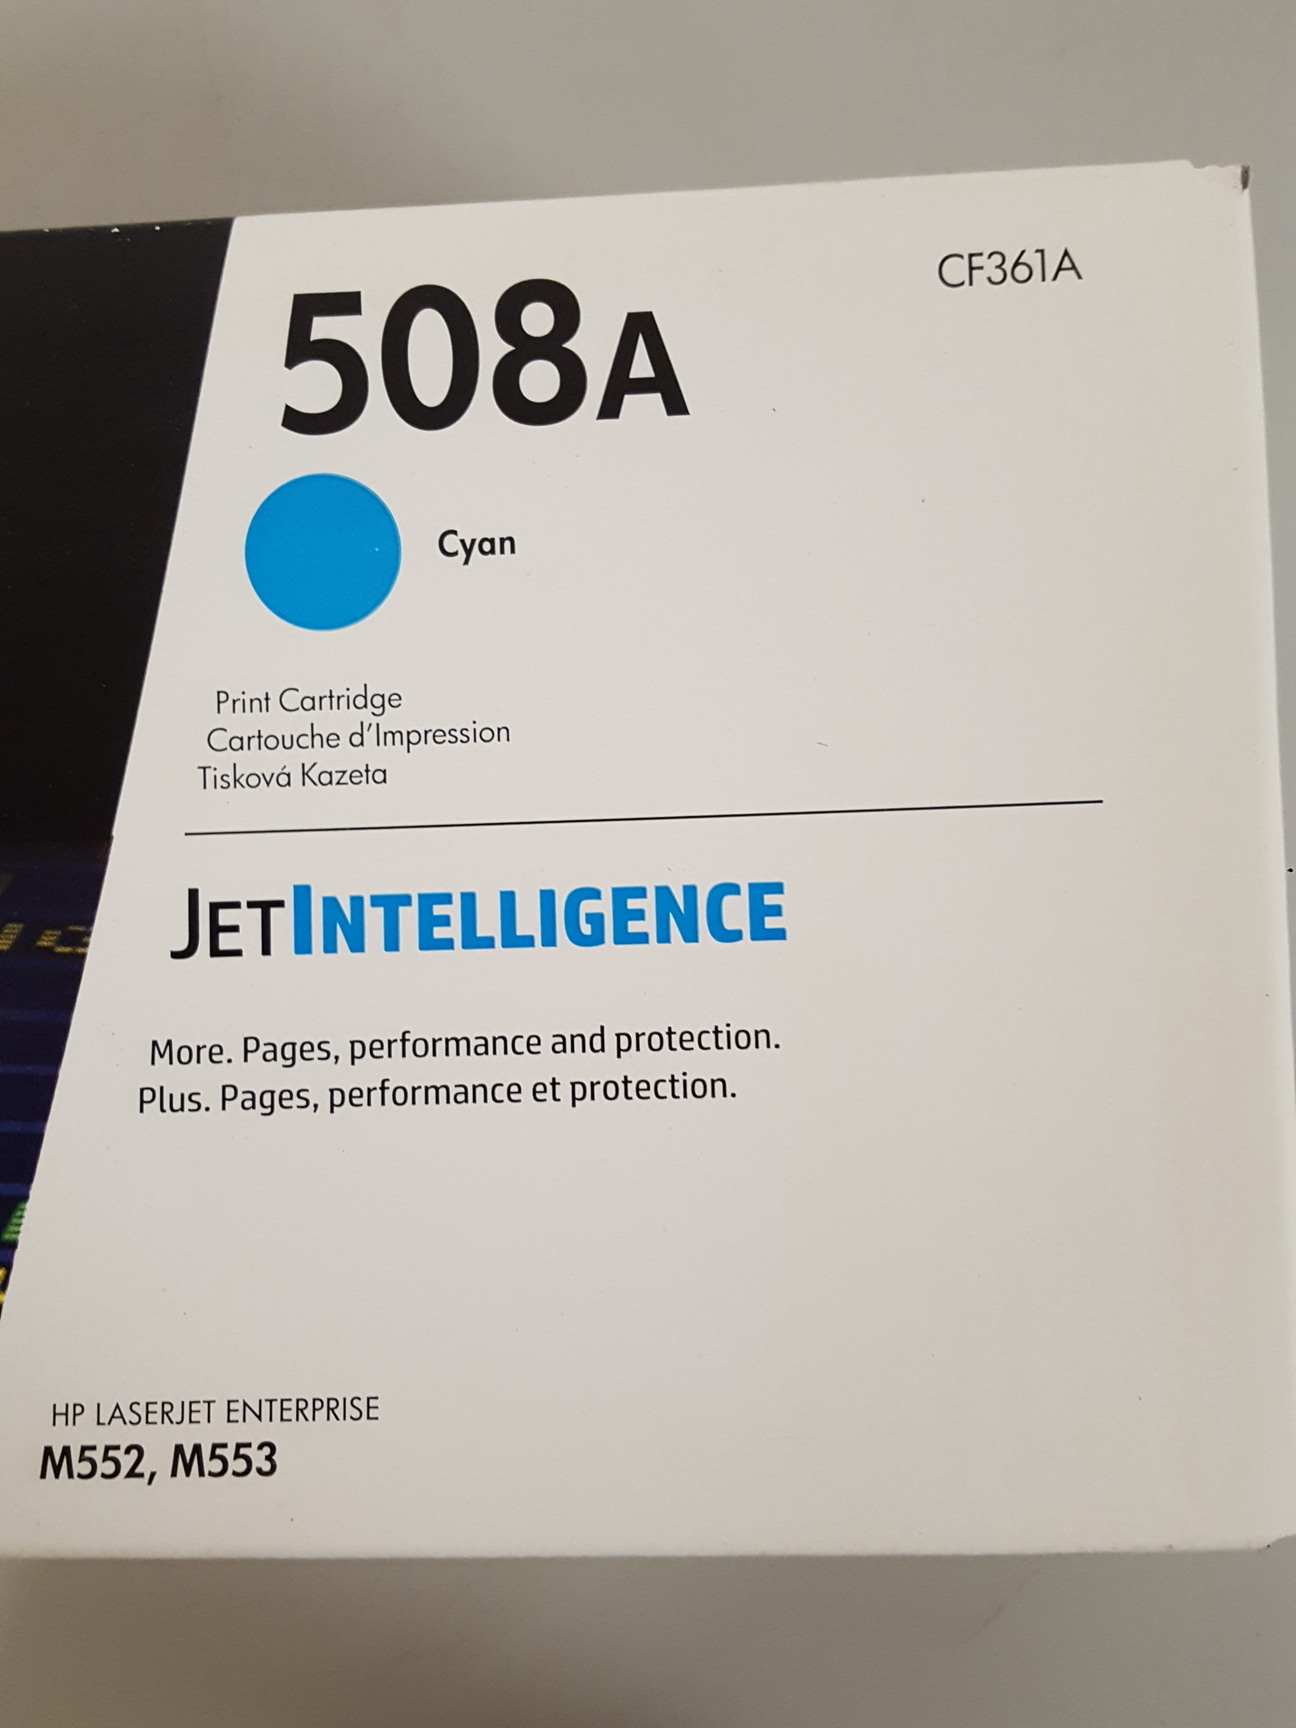 CF361A
508A
Cyan
Print Cartridge
Cartouche d'Impression
Tisková Kazeta
JETINTELLIGENCE
More. Pages, performance and protection.
Plus. Pages, performance et protection.
HP LASERJET ENTERPRISE
M552, M553